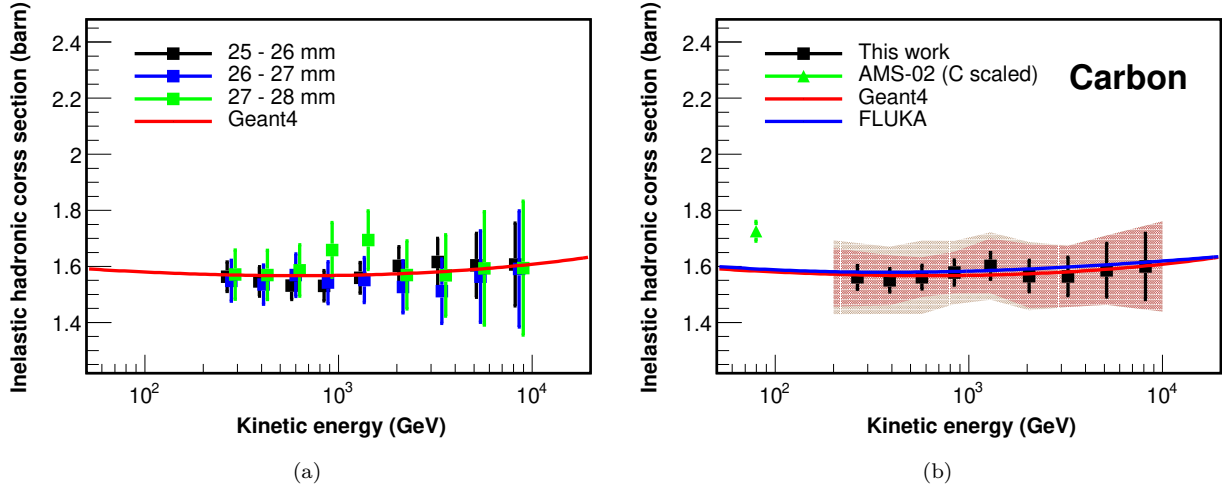 Inelastic hadronic corss section (barn)
2.4
2.2
2
1.8
1.6
1.4
25 - 26 mm
26 - 27 mm
27 - 28 mm
Geant4
10²
10³
10⁴
Kinetic energy (GeV)
(a)
Inelastic hadronic corss section (barn)
2.4
2.2
2
1.8
1.6
1.4
This work
AMS-02 (C scaled)
Geant4
FLUKA
Carbon
10²
10³
10⁴
Kinetic energy (GeV)
(b)